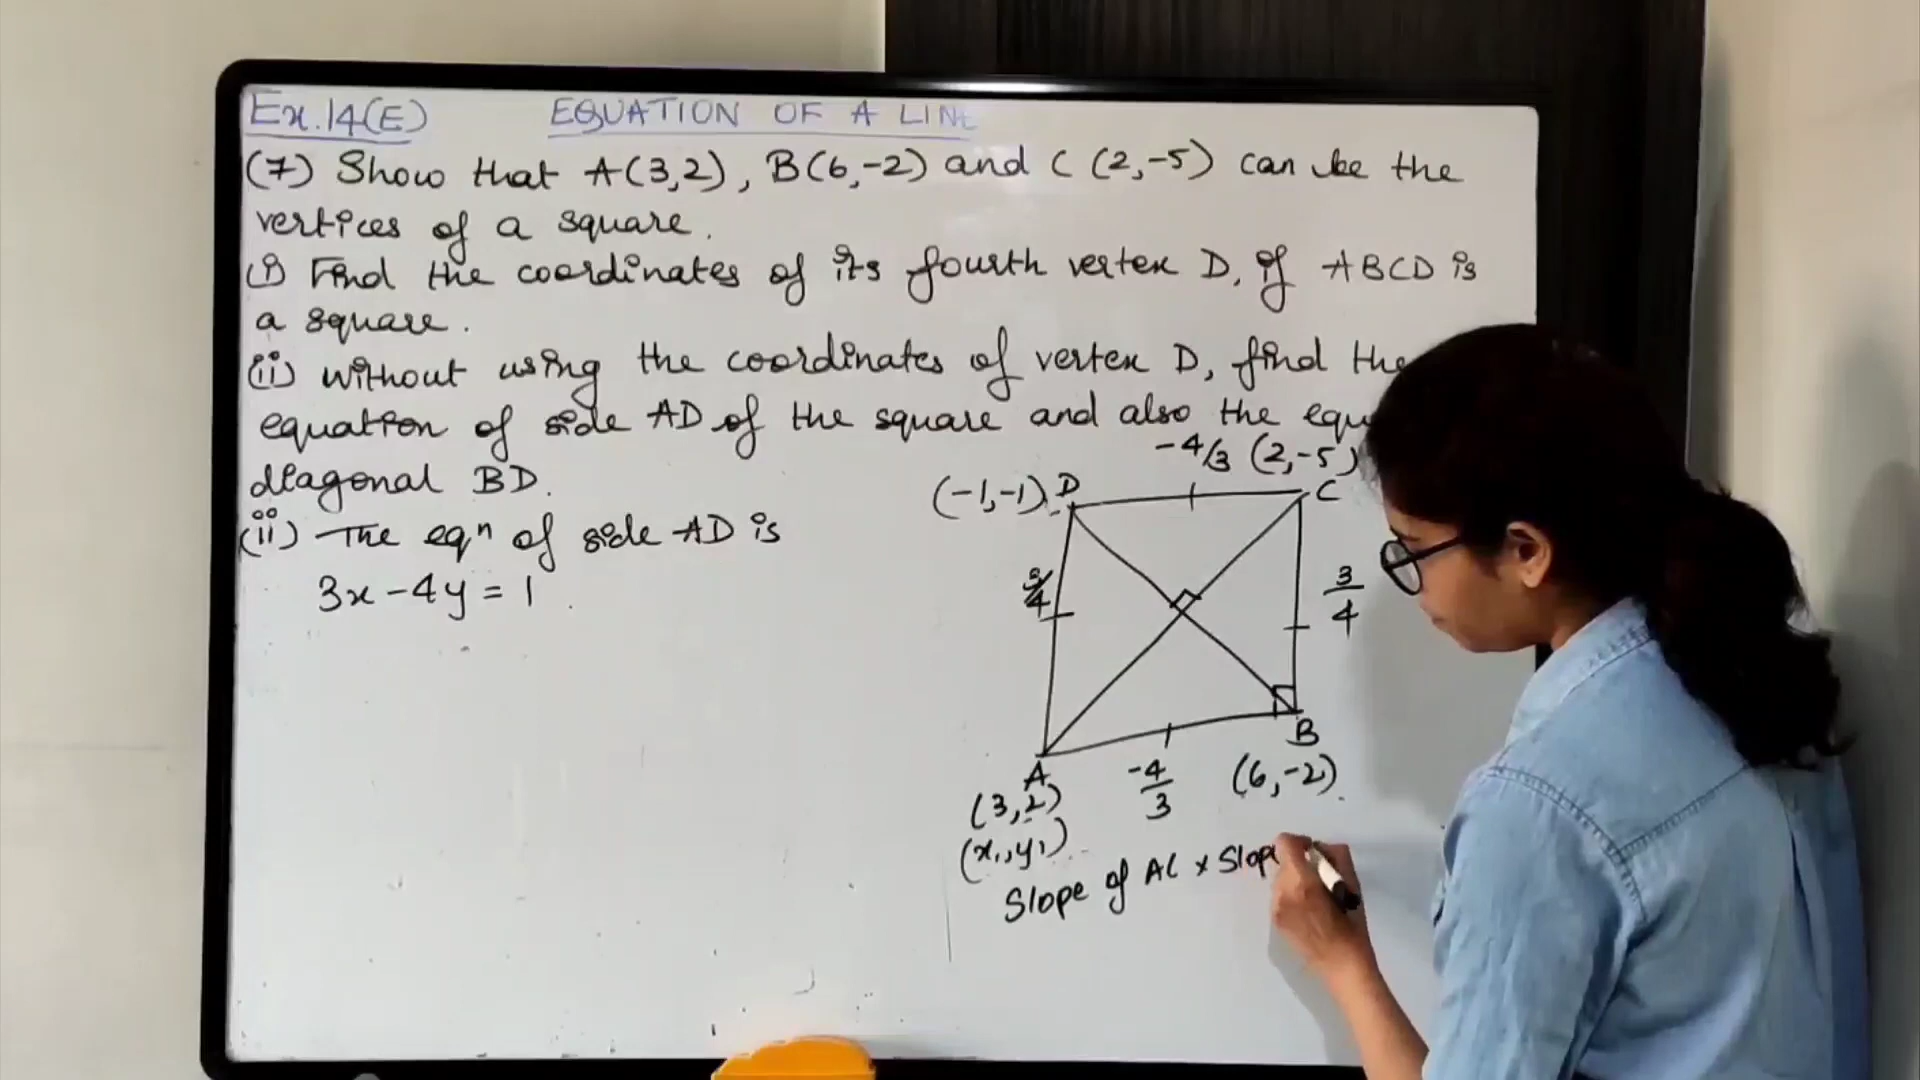 Ex.14(E) EQUATION OF A LINE
(7) Show that A(3,2), B(6,-2) and C (2,-5) can be the
vertices of a square.
(i) Find the coordinates of its fourth vertex D, if ABCD is
a square.
(ii) Without using the coordinates of vertex D, find the
equation of side AD of the square and also the equ
diagonal BD.
(ii) The eqⁿ of side AD is
3x - 4y = 1
-4/3 (2,-5)
(-1,-1) D C
3/4
3/4
B
A -4/3 (6,-2)
(3,2)
(x₁,y₁)
Slope of AC × Slope